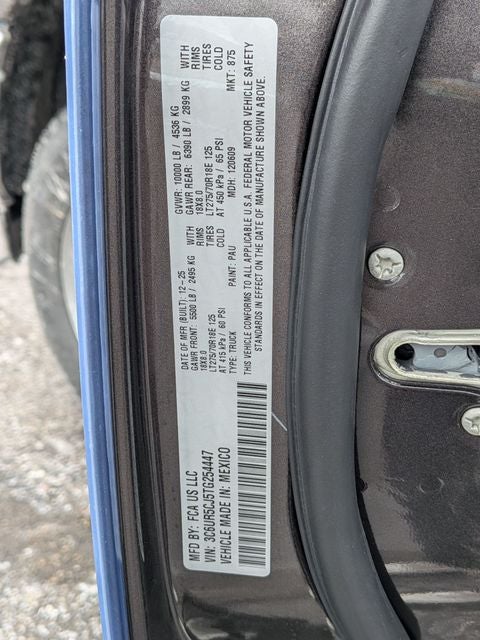 MFD BY: FCA US LLC
DATE OF MFR (BUILT): 12-25
GVWR: 10000 LB / 4536 KG
GAWR FRONT: 5500 LB / 2495 KG WITH
18X8.0 RIMS
LT275/70R18E 125 TIRES
AT 415 kPa / 60 PSI COLD
GAWR REAR: 6390 LB / 2899 KG WITH
18X8.0 RIMS
LT275/70R18E 125 TIRES
AT 450 kPa / 65 PSI COLD
VIN: 3C6UR5CJ5TG254447
TYPE: TRUCK PAINT: PAU MDH: 120609 MKT: 875
VEHICLE MADE IN: MEXICO
THIS VEHICLE CONFORMS TO ALL APPLICABLE U.S.A. FEDERAL MOTOR VEHICLE SAFETY
STANDARDS IN EFFECT ON THE DATE OF MANUFACTURE SHOWN ABOVE.